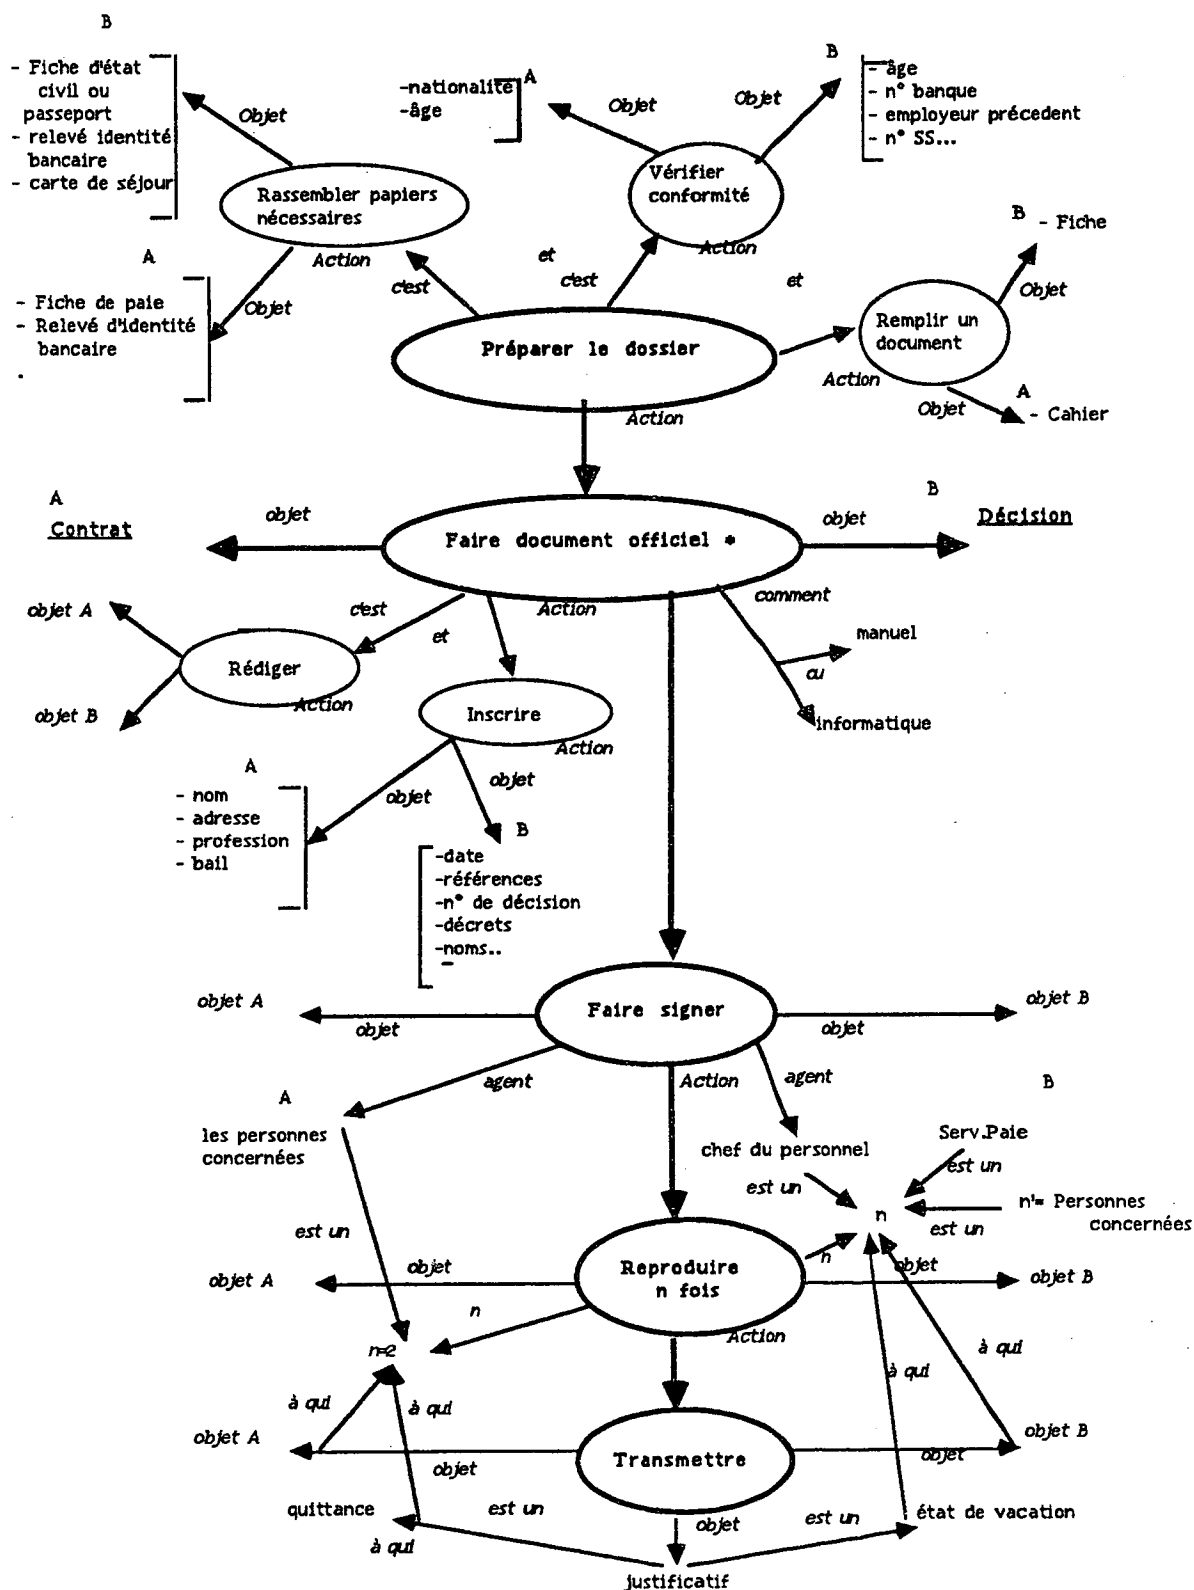 B
- Fiche d'état
civil ou
passeport
- relevé identité
bancaire
- carte de séjour
Objet
-nationalité
-âge
A
Objet
Objet
B
- âge
- n° banque
- employeur précedent
- n° SS...
Rassembler papiers
nécessaires
Action
Vérifier
conformité
Action
A
- Fiche de paie
- Relevé d'identité
bancaire
Objet
c'est
et
c'est
et
B
- Fiche
Objet
Remplir un
document
Action
Objet
A
- Cahier
Préparer le dossier
Action
A
Contrat
objet
Faire document officiel *
Action
objet
B
Décision
objet A
c'est
et
comment
manuel
ou
informatique
Rédiger
Action
objet B
Inscrire
Action
A
- nom
- adresse
- profession
- bail
objet
objet
B
-date
-références
-n° de décision
-décrets
-noms..
-
objet A
objet
Faire signer
Action
objet
objet B
agent
agent
A
les personnes
concernées
B
chef du personnel
Serv.Paie
est un
est un
n
est un
n'= Personnes
concernées
est un
objet A
objet
Reproduire
n fois
Action
n
objet
objet B
n
n=2
à qui
à qui
à qui
à qui
objet A
objet
Transmettre
objet
objet B
quittance
est un
objet
est un
état de vacation
à qui
justificatif